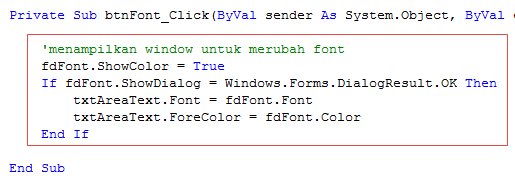 Private Sub btnFont_Click(ByVal sender As System.Object, ByVal
'menampilkan window untuk merubah font
fdFont.ShowColor = True
If fdFont.ShowDialog = Windows.Forms.DialogResult.OK Then
txtAreaText.Font = fdFont.Font
txtAreaText.ForeColor = fdFont.Color
End If
End Sub